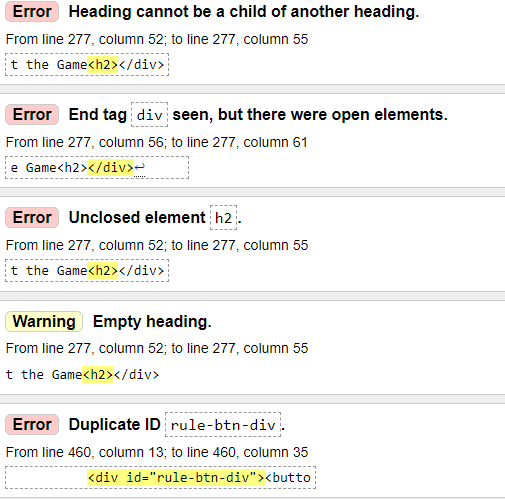 Error Heading cannot be a child of another heading.
From line 277, column 52; to line 277, column 55
t the Game<h2></div>
Error End tag div seen, but there were open elements.
From line 277, column 56; to line 277, column 61
e Game<h2></div>↩
Error Unclosed element h2.
From line 277, column 52; to line 277, column 55
t the Game<h2></div>
Warning Empty heading.
From line 277, column 52; to line 277, column 55
t the Game<h2></div>
Error Duplicate ID rule-btn-div.
From line 460, column 13; to line 460, column 35
<div id="rule-btn-div"><butto